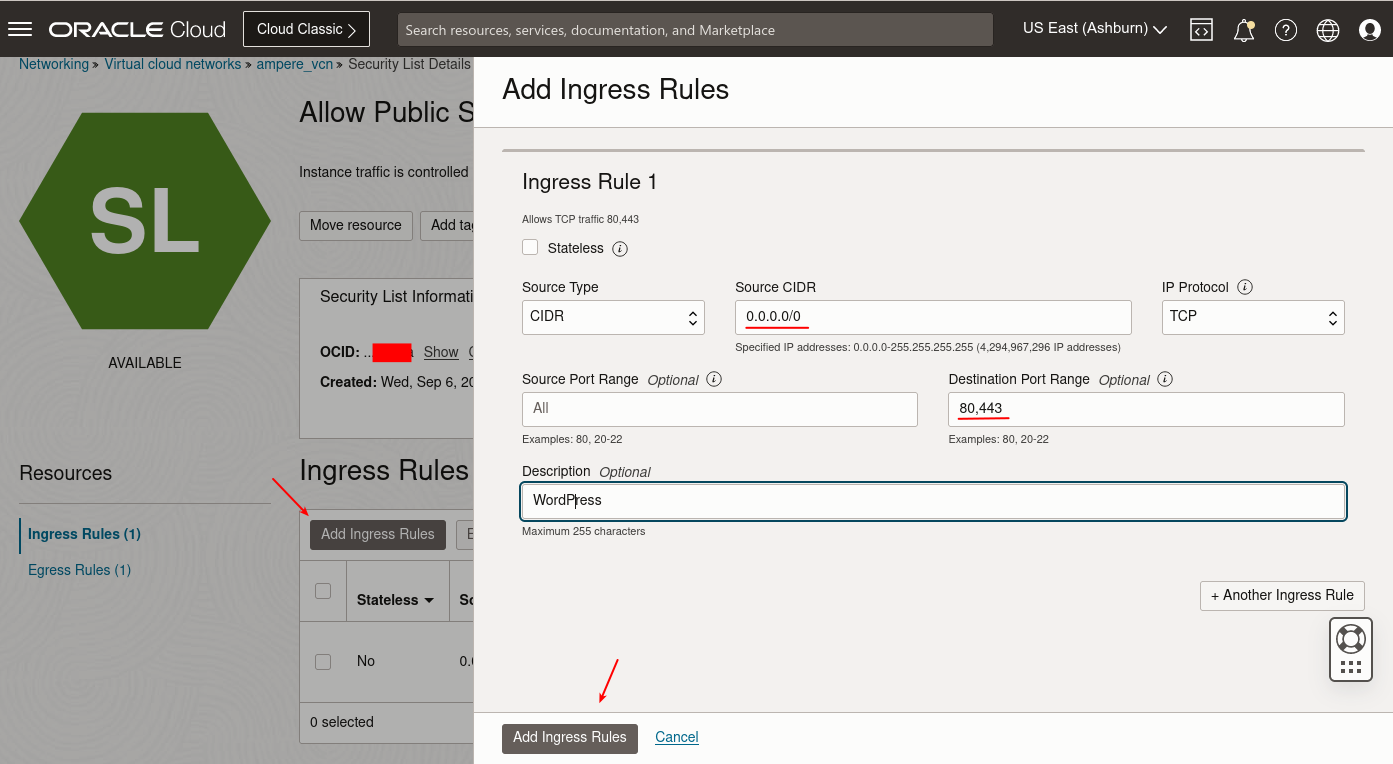 ORACLE Cloud
Cloud Classic
Search resources, services, documentation, and Marketplace
US East (Ashburn)
Networking » Virtual cloud networks » ampere_vcn » Security List Details
SL
AVAILABLE
Resources
Ingress Rules (1)
Egress Rules (1)
Allow Public S
Instance traffic is controlled
Move resource
Add tag
Security List Informati
OCID: ... Show
Created: Wed, Sep 6, 20
Ingress Rules
Add Ingress Rules
E
Stateless
So
No
0.0
0 selected
Add Ingress Rules
Ingress Rule 1
Allows TCP traffic 80,443
Stateless
Source Type
CIDR
Source CIDR
0.0.0.0/0
Specified IP addresses: 0.0.0.0-255.255.255.255 (4,294,967,296 IP addresses)
IP Protocol
TCP
Source Port Range Optional
All
Examples: 80, 20-22
Destination Port Range Optional
80,443
Examples: 80, 20-22
Description Optional
WordPress
Maximum 255 characters
+ Another Ingress Rule
Add Ingress Rules
Cancel